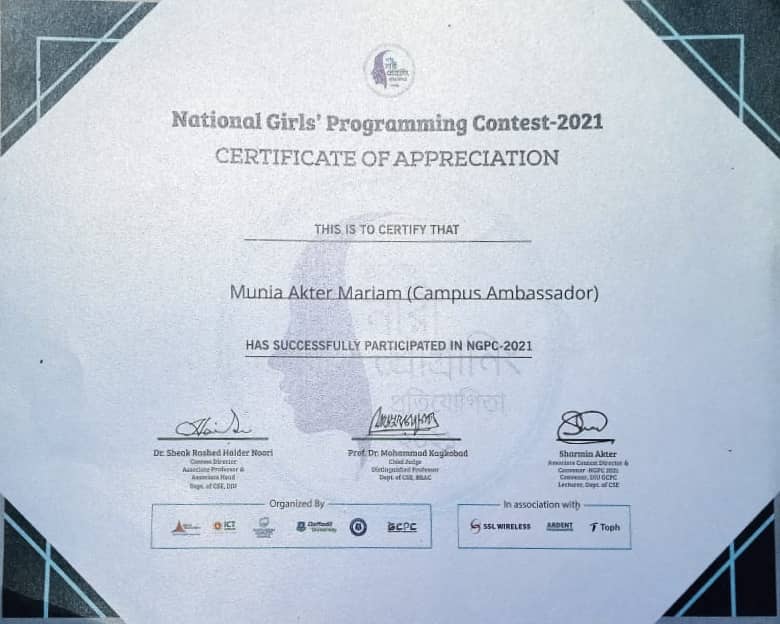 National Girls' Programming Contest-2021
CERTIFICATE OF APPRECIATION
THIS IS TO CERTIFY THAT
Munia Akter Mariam (Campus Ambassador)
HAS SUCCESSFULLY PARTICIPATED IN NGPC-2021
নারী
প্রোগ্রামিং
প্রতিযোগিতা
Dr. Sheak Rashed Haider Noori
Contest Director
Associate Professor &
Associate Head
Dept. of CSE, DIU
Prof. Dr. Mohammad Kaykobad
Chief Judge
Distinguished Professor
Dept. of CSE, BRAC
Sharmin Akter
Associate Contest Director &
Convenor -NGPC 2021
Convenor, DIU GCPC
Lecturer, Dept. of CSE
Organized By
ICT
Daffodil
University
GCPC
In association with
SSL WIRELESS
ARDENT
Toph